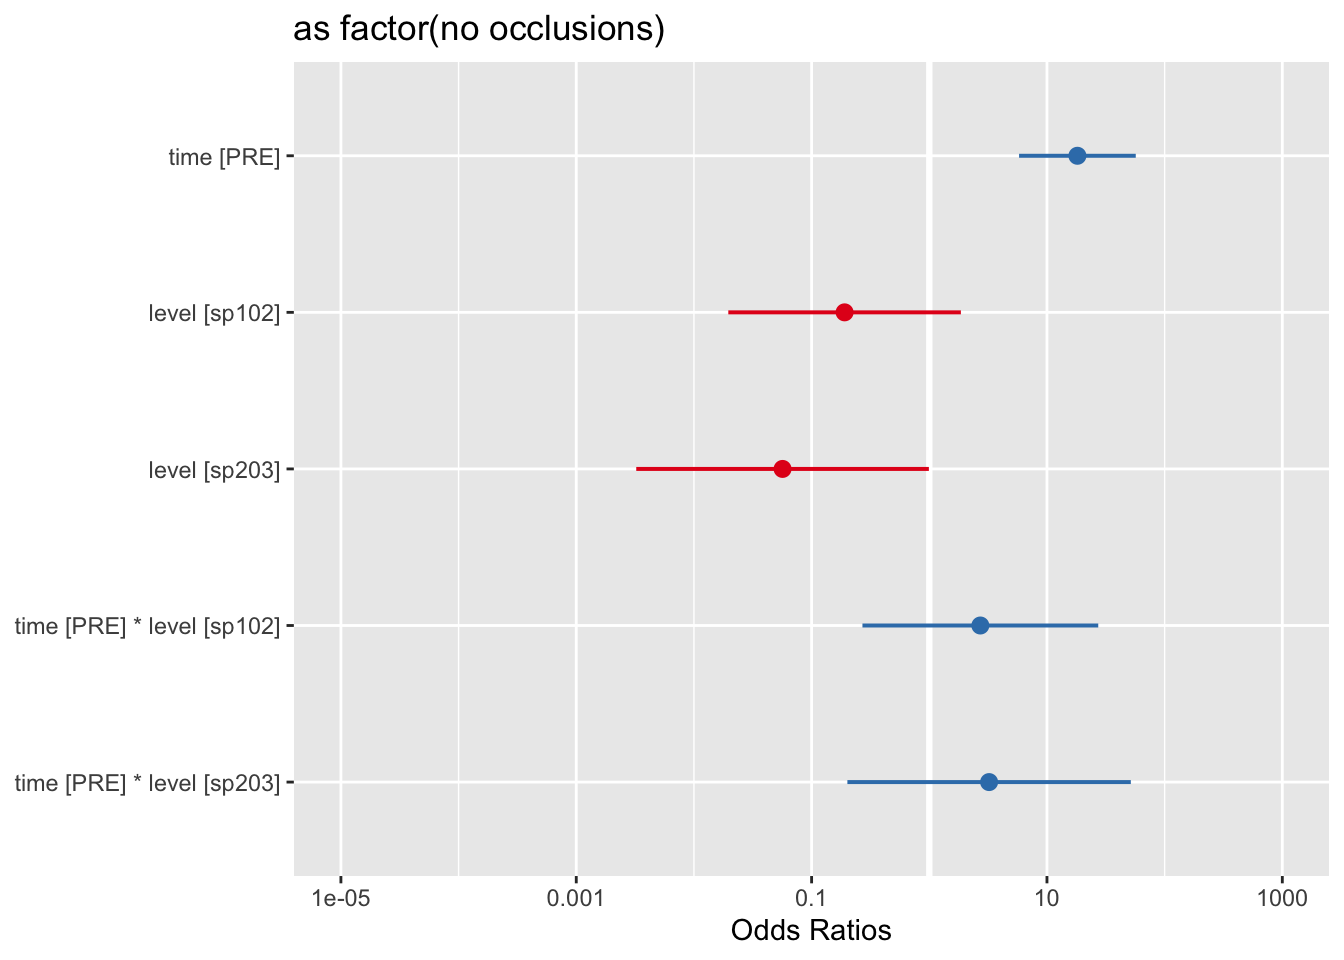 as factor(no occlusions)
time [PRE]
level [sp102]
level [sp203]
time [PRE] * level [sp102]
time [PRE] * level [sp203]
1e-05 0.001 0.1 10 1000
Odds Ratios